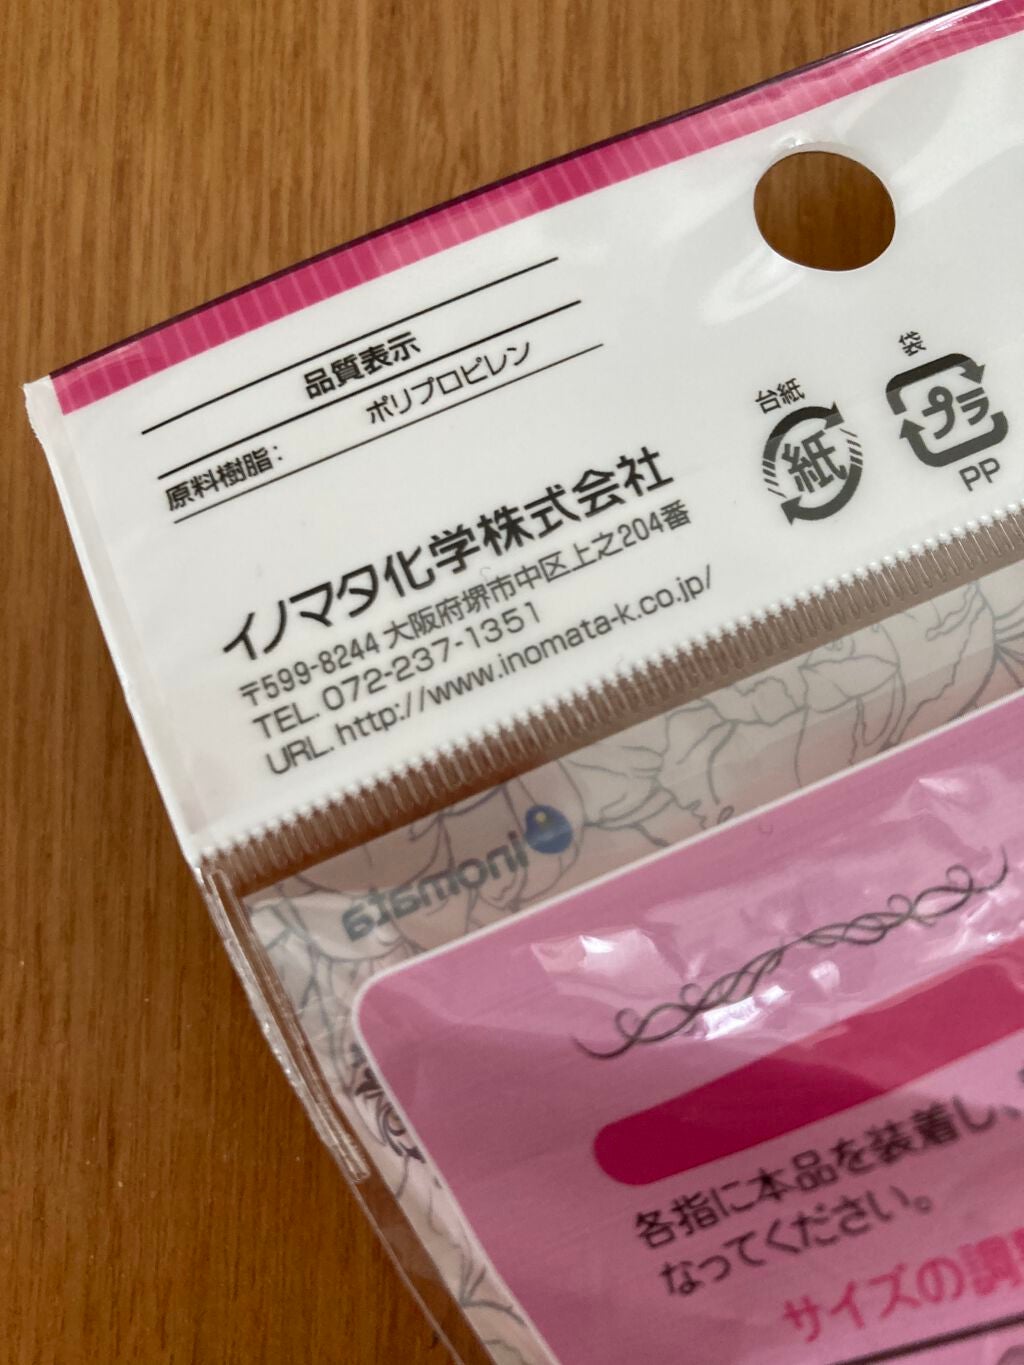 品質表示
原料樹脂: ポリプロピレン
イノマタ化学株式会社
〒599-8244 大阪府堺市中区上之204番
TEL. 072-237-1351
URL. http://www.inomata-k.co.jp/
台紙
紙
袋
プラ
PP
inomata
各指に本品を装着し、
なってください。
サイズの調